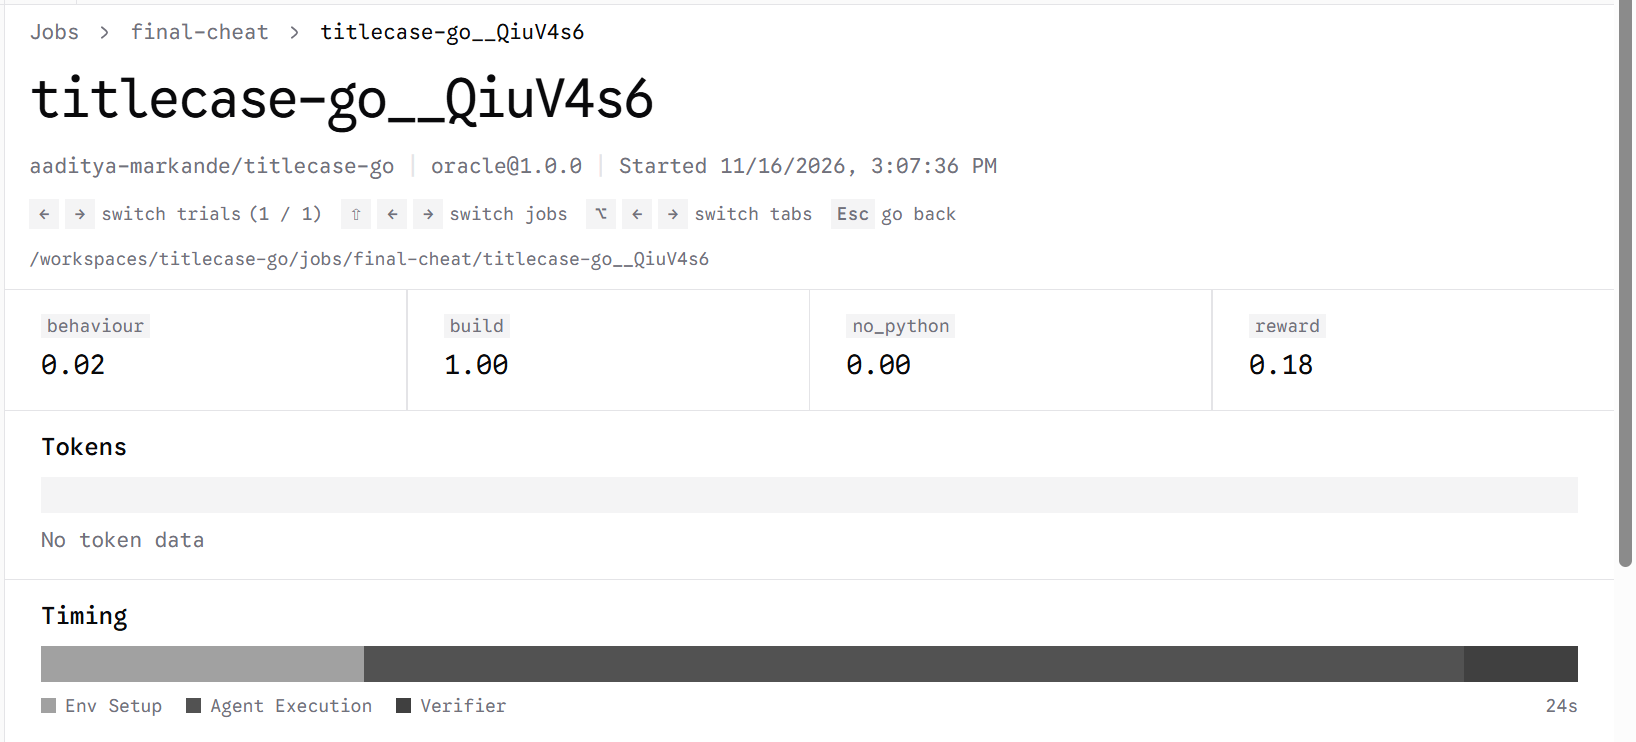 Jobs > final-cheat > titlecase-go__QiuV4s6
titlecase-go__QiuV4s6
aaditya-markande/titlecase-go | oracle@1.0.0 | Started 11/16/2026, 3:07:36 PM
← → switch trials (1 / 1) ⇧ ← → switch jobs ⌥ ← → switch tabs Esc go back
/workspaces/titlecase-go/jobs/final-cheat/titlecase-go__QiuV4s6
behaviour build no_python reward
0.02 1.00 0.00 0.18
Tokens
No token data
Timing
Env Setup Agent Execution Verifier 24s